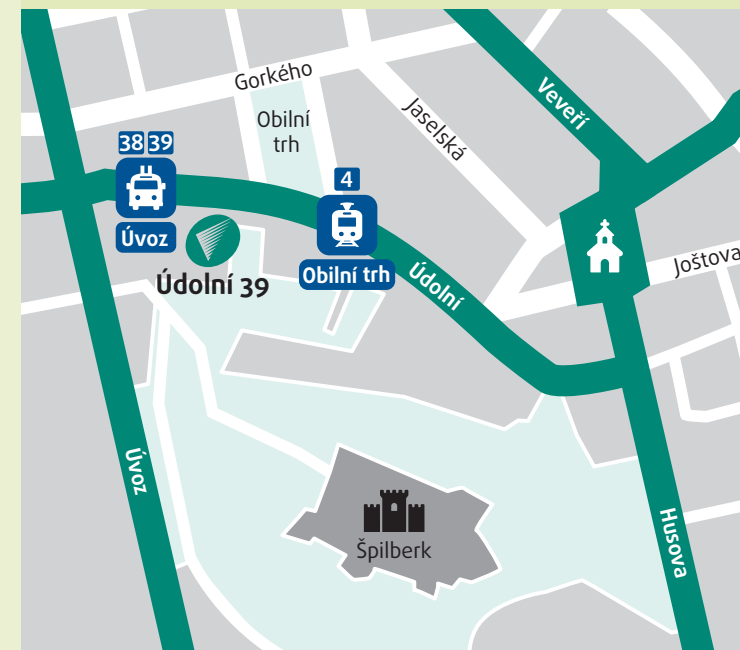 Gorkého
Jaselská
Veveří
Obilní
trh
38 39
Úvoz
4
Obilní trh
Údolní 39
Údolní
Joštova
Úvoz
Špilberk
Husova